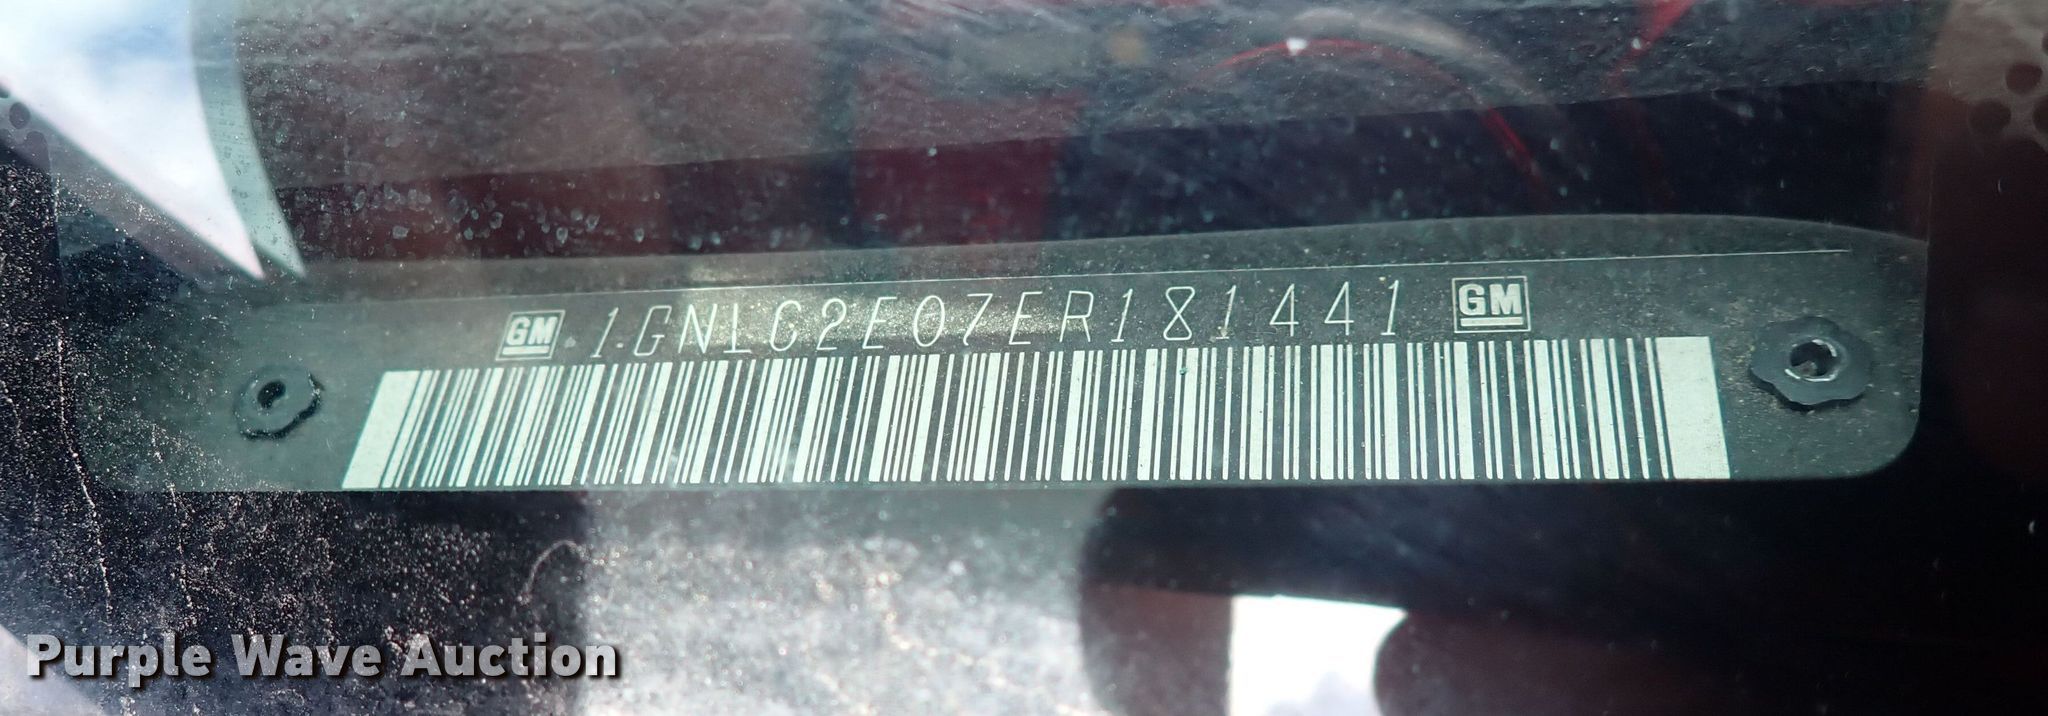 GM 1GNLC2E07ER181441 GM
Purple Wave Auction